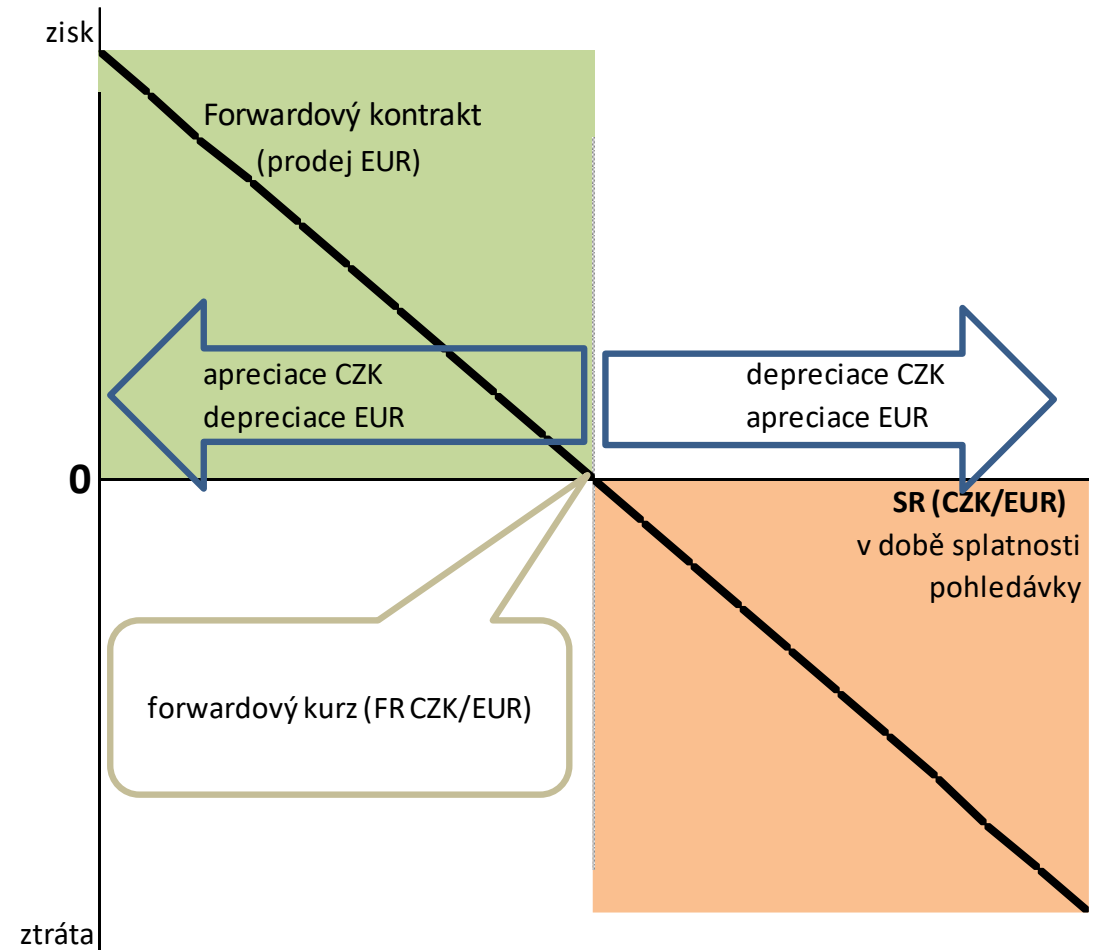 zisk
Forwardový kontrakt
(prodej EUR)
apreciace CZK
depreciace EUR
depreciace CZK
apreciace EUR
0
SR (CZK/EUR)
v době splatnosti
pohledávky
forwardový kurz (FR CZK/EUR)
ztráta